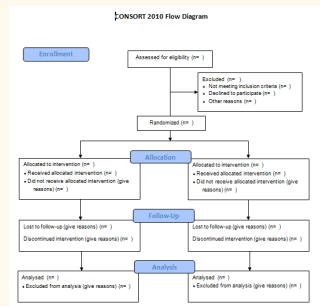 CONSORT 2010 Flow Diagram
Enrollment
Assessed for eligibility (n= )
Excluded (n= )
• Not meeting inclusion criteria (n= )
• Declined to participate (n= )
• Other reasons (n= )
Randomized (n= )
Allocation
Allocated to intervention (n= )
• Received allocated intervention (n= )
• Did not receive allocated intervention (give
reasons) (n= )
Allocated to intervention (n= )
• Received allocated intervention (n= )
• Did not receive allocated intervention (give
reasons) (n= )
Follow-Up
Lost to follow-up (give reasons) (n= )
Discontinued intervention (give reasons) (n= )
Lost to follow-up (give reasons) (n= )
Discontinued intervention (give reasons) (n= )
Analysis
Analysed (n= )
• Excluded from analysis (give reasons) (n= )
Analysed (n= )
• Excluded from analysis (give reasons) (n= )